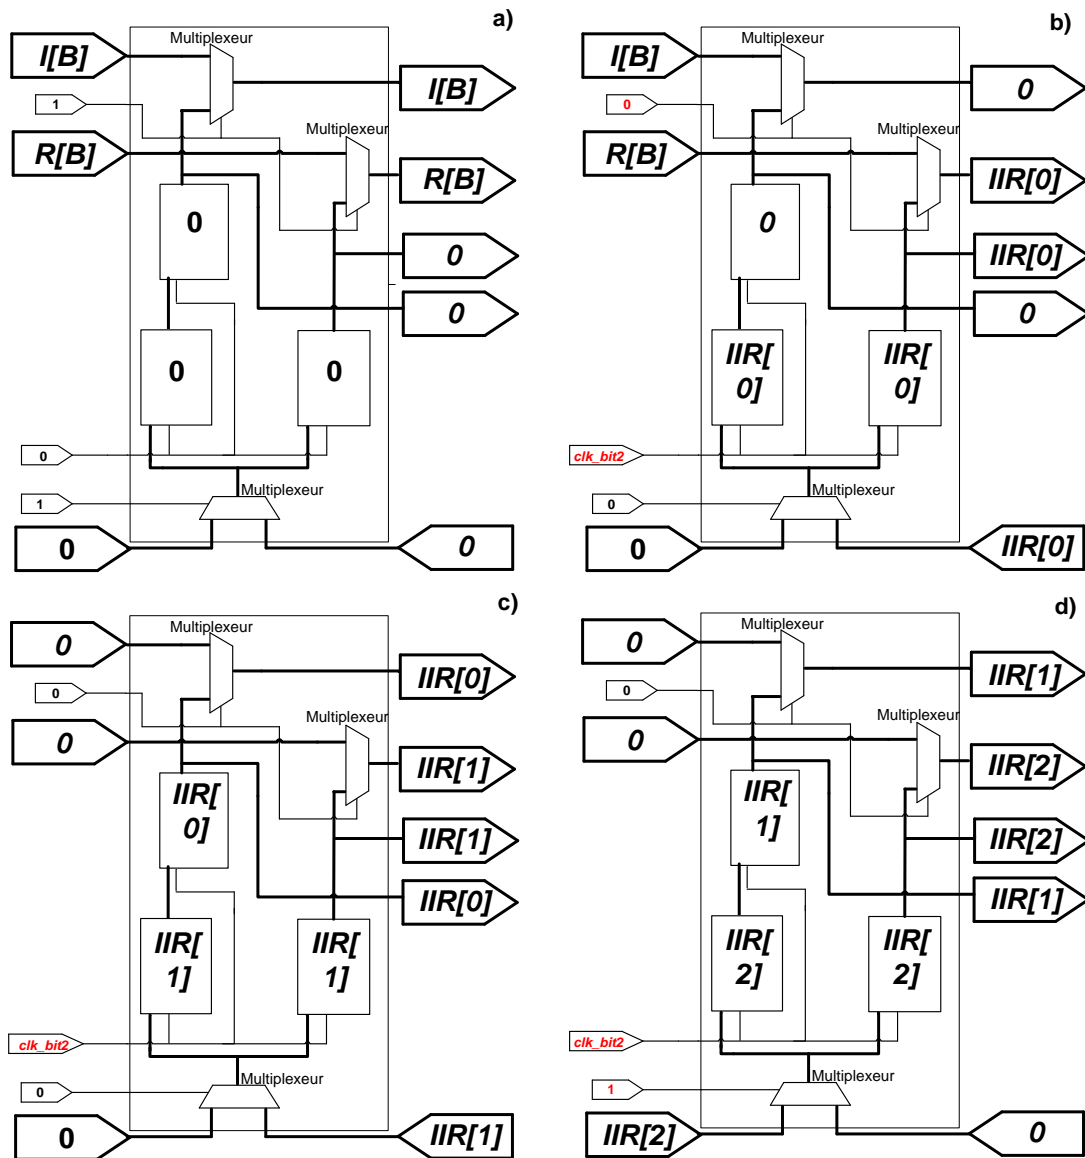 a)
Multiplexeur
I[B]
I[B]
1
Multiplexeur
R[B]
R[B]
0
0
0
0
0
0
Multiplexeur
1
0
0
b)
Multiplexeur
I[B]
0
0
Multiplexeur
R[B]
IIR[0]
0
IIR[0]
0
IIR[
0]
IIR[
0]
clk_bit2
Multiplexeur
0
0
IIR[0]
c)
Multiplexeur
0
IIR[0]
0
Multiplexeur
0
IIR[1]
IIR[
0]
IIR[1]
IIR[0]
IIR[
1]
IIR[
1]
clk_bit2
Multiplexeur
0
0
IIR[1]
d)
Multiplexeur
0
IIR[1]
0
Multiplexeur
0
IIR[2]
IIR[
1]
IIR[2]
IIR[1]
IIR[
2]
IIR[
2]
clk_bit2
Multiplexeur
1
IIR[2]
0